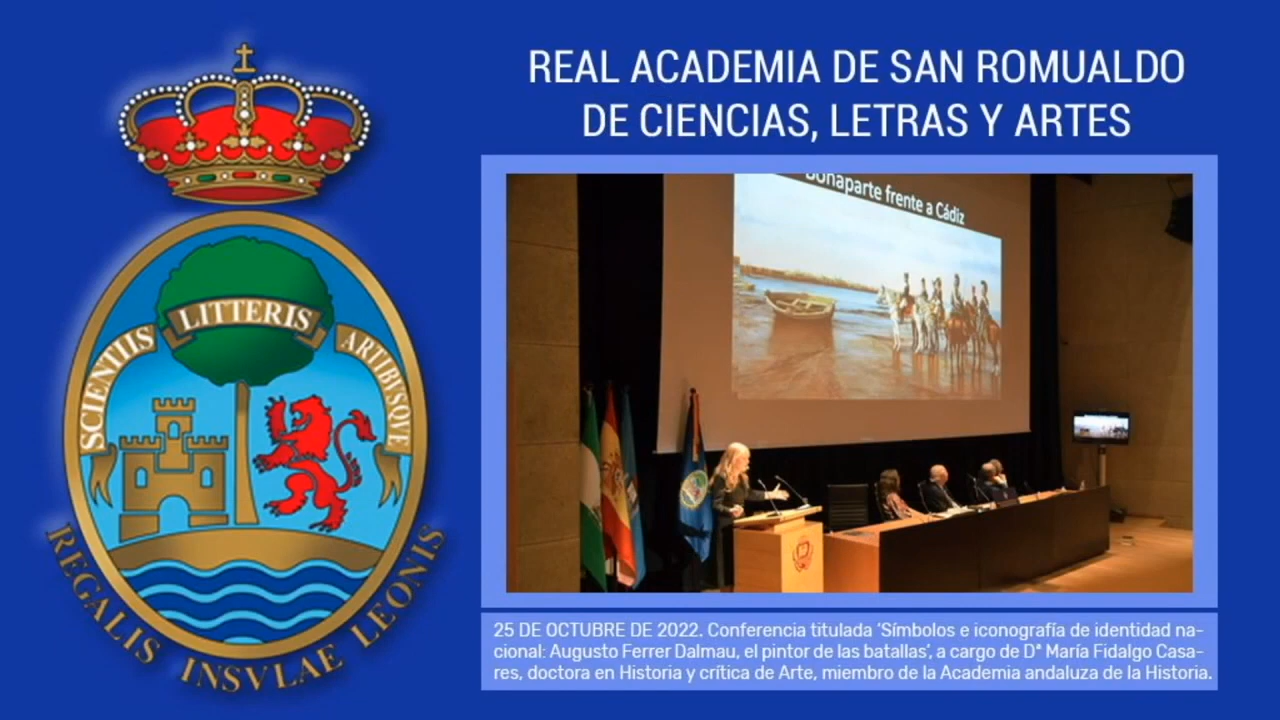 REAL ACADEMIA DE SAN ROMUALDO
DE CIENCIAS, LETRAS Y ARTES
SCIENTIIS
LITTERIS
ARTIBVSQVE
REGALIS INSVLAE LEONIS
Bonaparte frente a Cádiz
25 DE OCTUBRE DE 2022. Conferencia titulada ‘Símbolos e iconografía de identidad na-
cional: Augusto Ferrer Dalmau, el pintor de las batallas’, a cargo de Dª María Fidalgo Casa-
res, doctora en Historia y crítica de Arte, miembro de la Academia andaluza de la Historia.